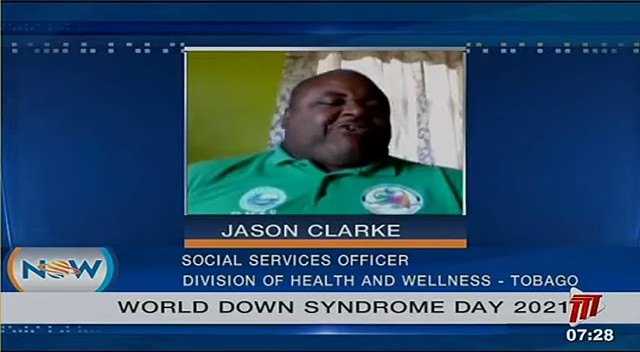 JASON CLARKE
SOCIAL SERVICES OFFICER
DIVISION OF HEALTH AND WELLNESS - TOBAGO
NOW
WORLD DOWN SYNDROME DAY 2021
07:28